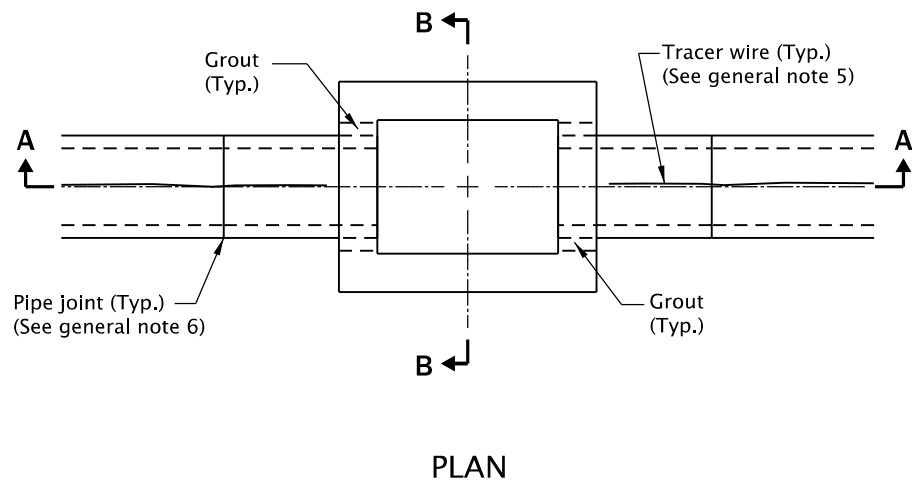 B
Grout
(Typ.)
Tracer wire (Typ.)
(See general note 5)
A
A
Pipe joint (Typ.)
(See general note 6)
Grout
(Typ.)
B
PLAN